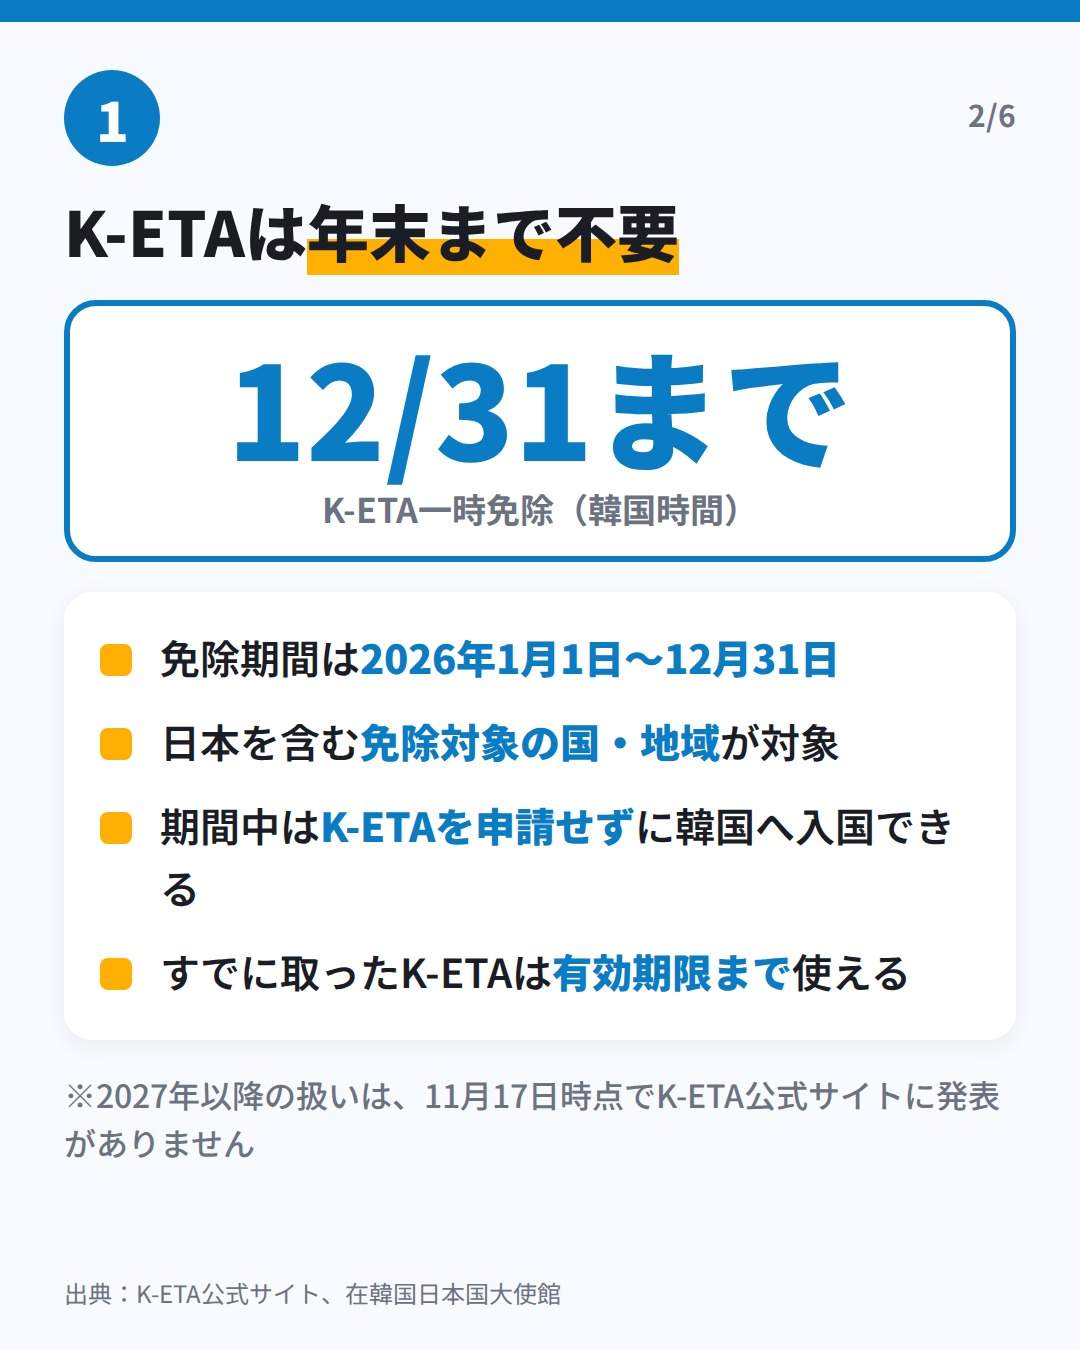 1
2/6
K-ETAは年末まで不要
12/31まで
K-ETA一時免除（韓国時間）
免除期間は2026年1月1日〜12月31日
日本を含む免除対象の国・地域が対象
期間中はK-ETAを申請せずに韓国へ入国でき
る
すでに取ったK-ETAは有効期限まで使える
※2027年以降の扱いは、11月17日時点でK-ETA公式サイトに発表
がありません
出典：K-ETA公式サイト、在韓国日本国大使館